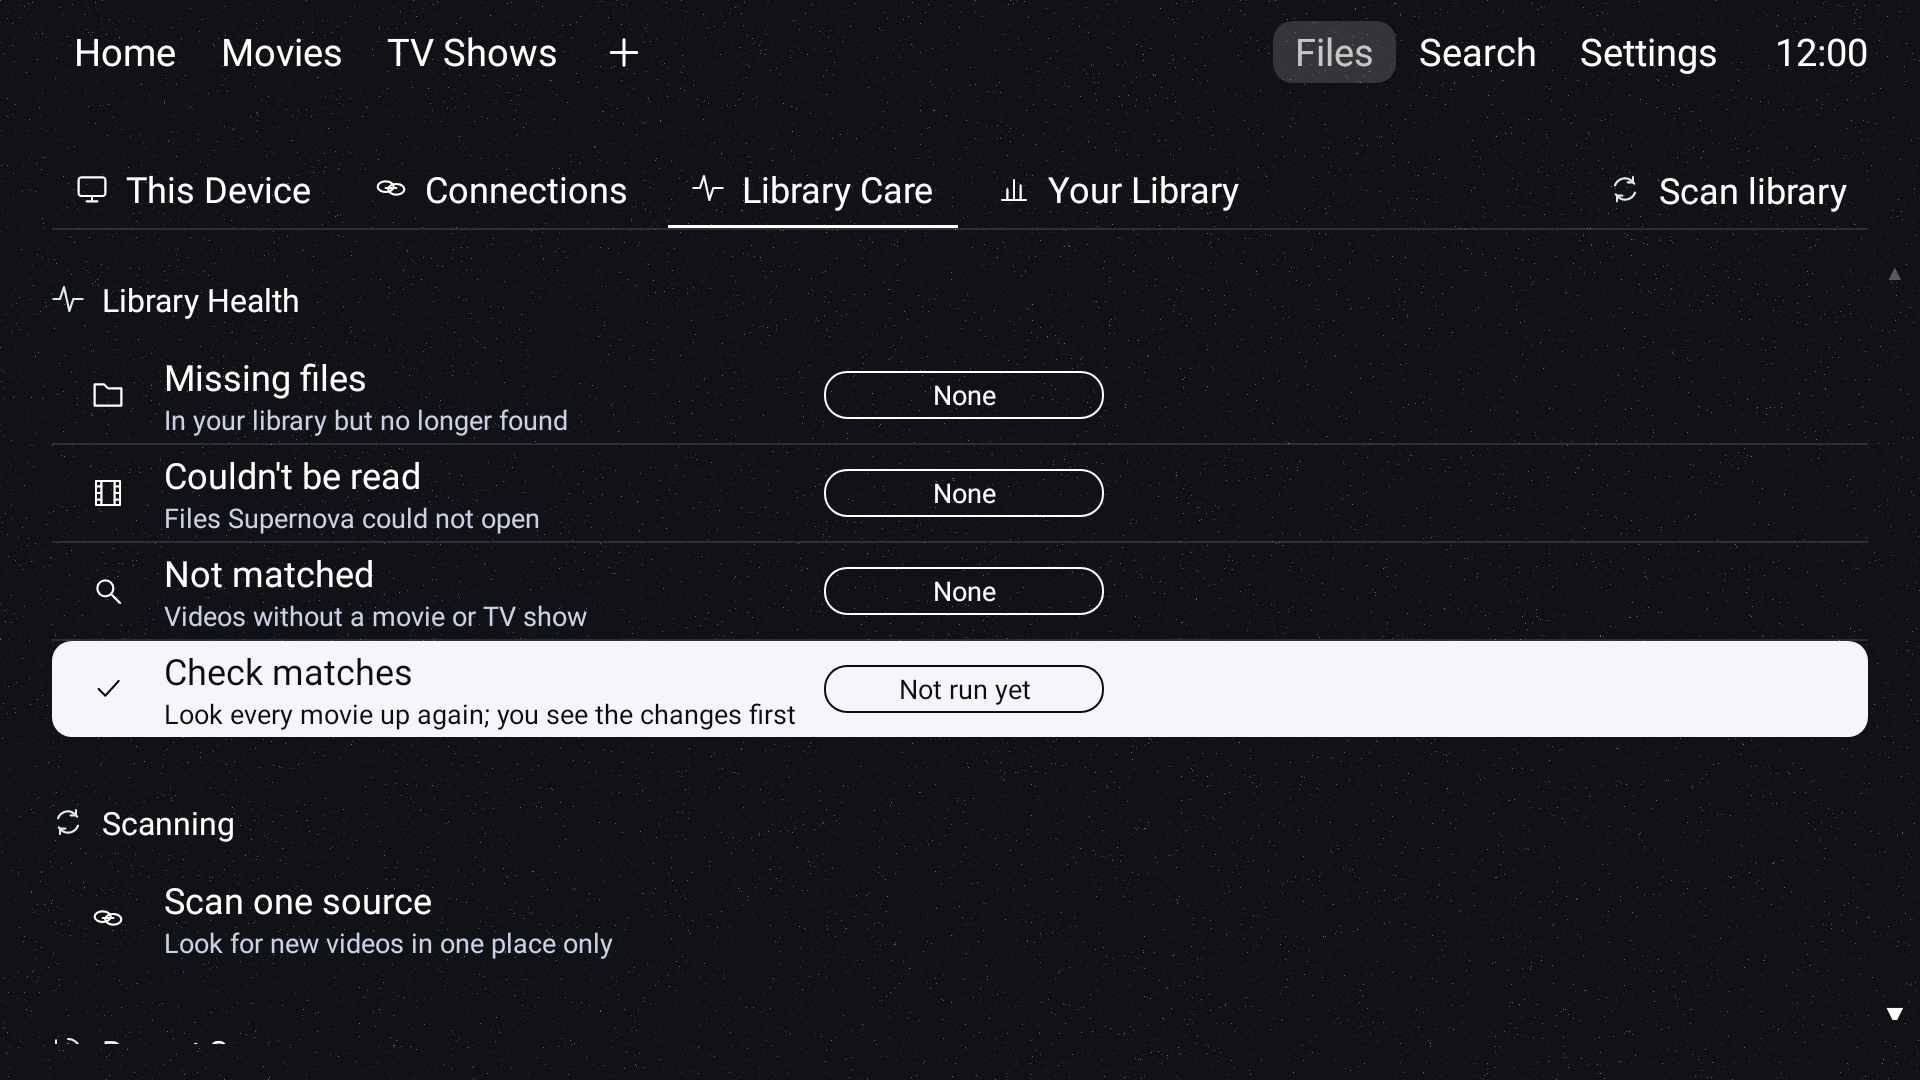 Home Movies TV Shows + Files Search Settings 12:00
This Device Connections Library Care Your Library Scan library
Library Health
Missing files
In your library but no longer found
None
Couldn't be read
Files Supernova could not open
None
Not matched
Videos without a movie or TV show
None
Check matches
Look every movie up again; you see the changes first
Not run yet
Scanning
Scan one source
Look for new videos in one place only